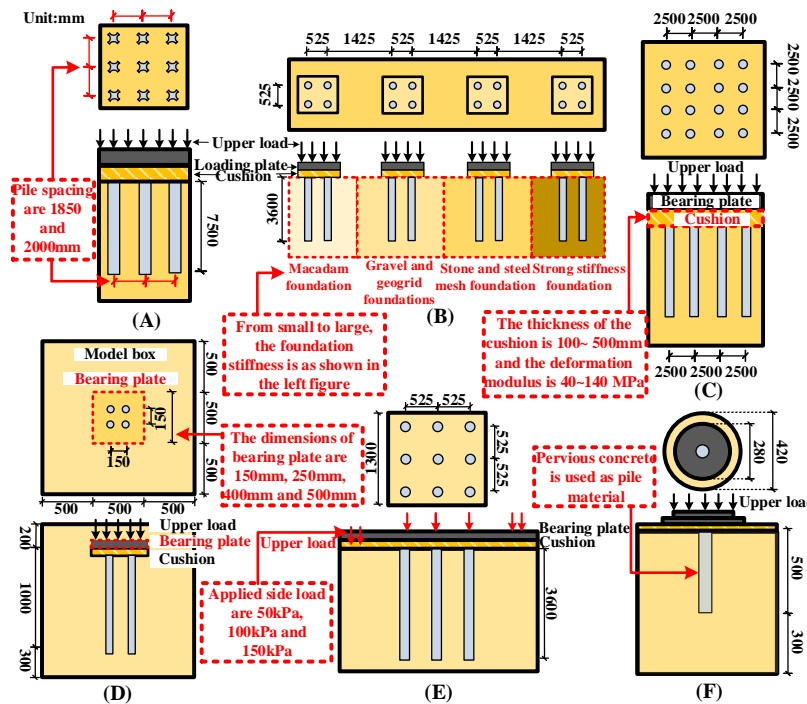 Unit:mm
Upper load
Loading plate
Cushion
Pile spacing
are 1850
and
2000mm
7500
(A)
525
1425
525
1425
525
1425
525
525
3600
Macadam
foundation
Gravel and
geogrid
foundations
Stone and steel
mesh foundation
Strong stiffness
foundation
(B)
From small to large,
the foundation
stiffness is as shown in
the left figure
2500
2500
2500
2500
2500
2500
Upper load
Bearing plate
Cushion
The thickness of the
cushion is 100~ 500mm
and the deformation
modulus is 40~140 MPa
2500
2500
2500
(C)
Model box
Bearing plate
150
150
500
500
500
500
500
500
The dimensions of
bearing plate are
150mm, 250mm,
400mm and 500mm
Upper load
Bearing plate
Cushion
200
1000
300
(D)
525
525
1300
525
525
Upper load
Bearing plate
Cushion
Applied side load
are 50kPa,
100kPa and
150kPa
3600
(E)
280
420
Pervious concrete
is used as pile
material
Upper load
500
300
(F)